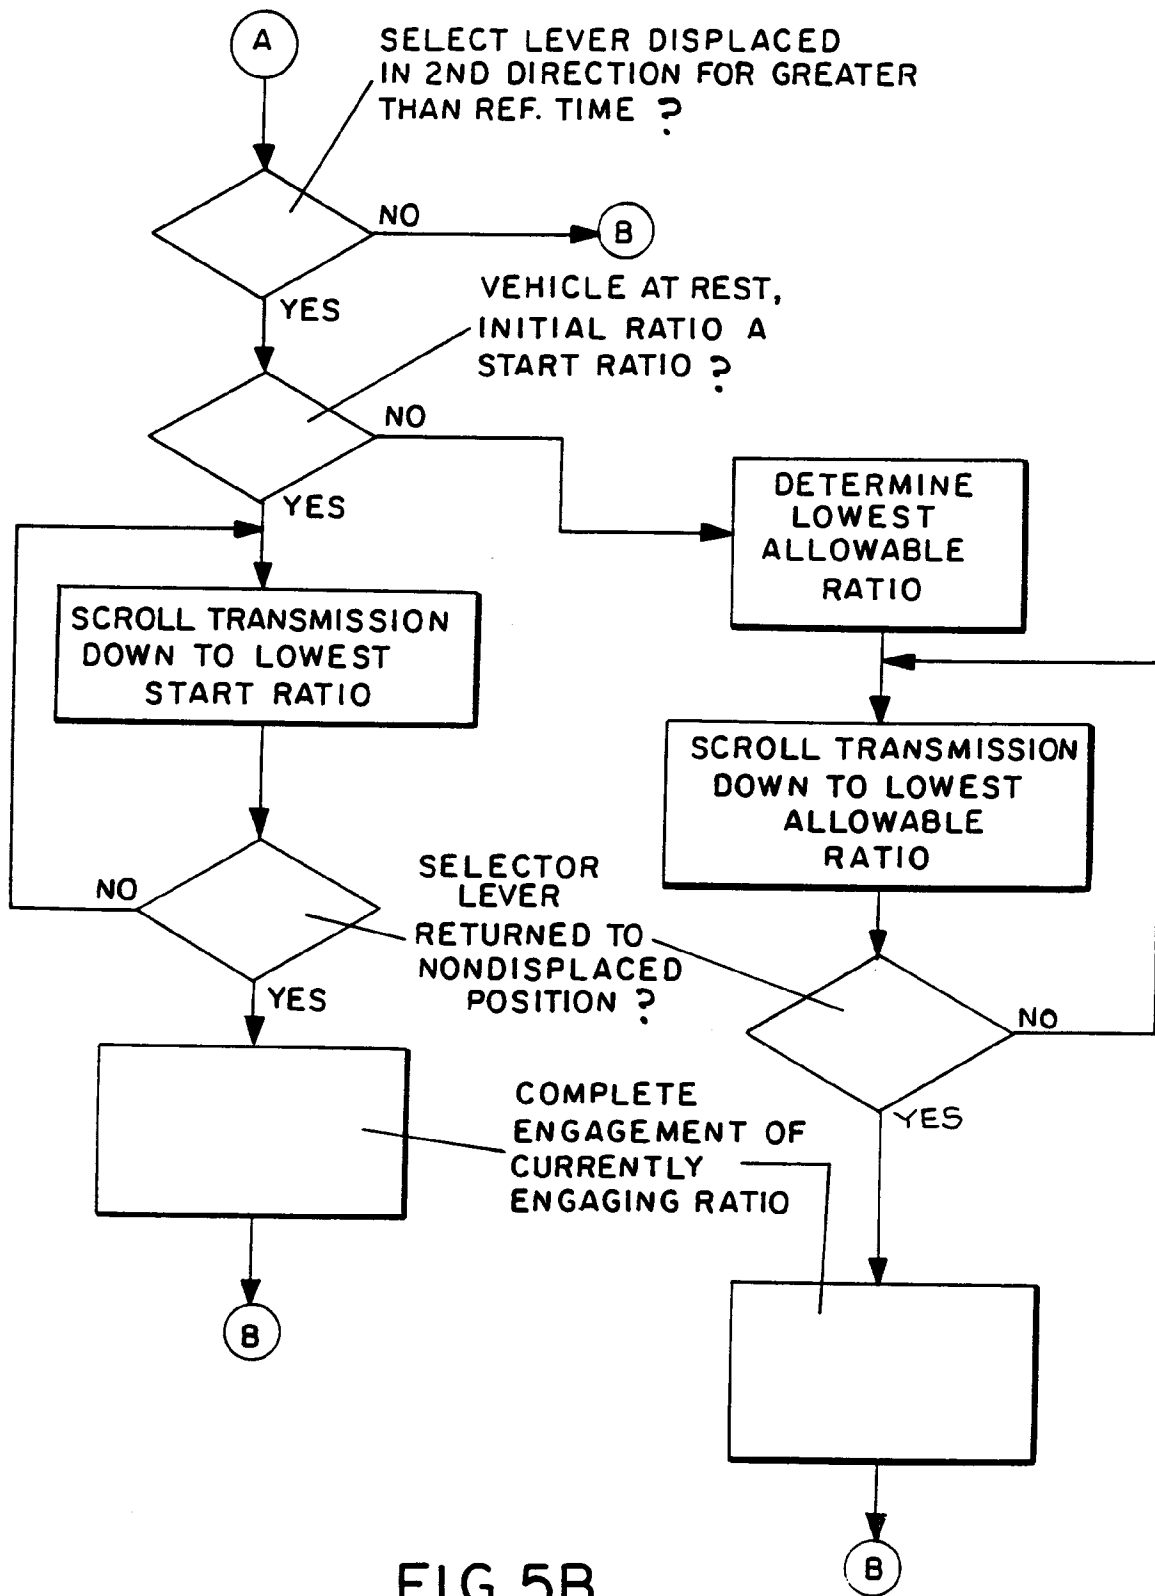 A
SELECT LEVER DISPLACED
IN 2ND DIRECTION FOR GREATER
THAN REF. TIME ?
NO
B
YES
VEHICLE AT REST,
INITIAL RATIO A
START RATIO ?
NO
YES
DETERMINE
LOWEST
ALLOWABLE
RATIO
SCROLL TRANSMISSION
DOWN TO LOWEST
START RATIO
SCROLL TRANSMISSION
DOWN TO LOWEST
ALLOWABLE
RATIO
NO
SELECTOR
LEVER
RETURNED TO
NONDISPLACED
POSITION ?
YES
NO
YES
COMPLETE
ENGAGEMENT OF
CURRENTLY
ENGAGING RATIO
B
B
FIG 5B